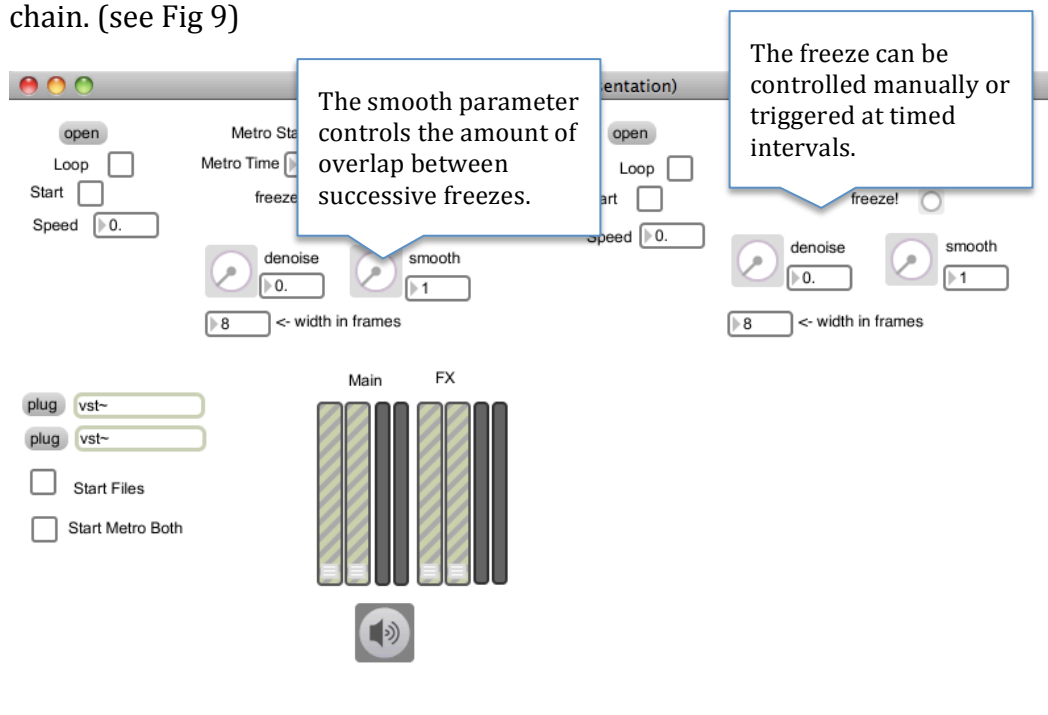 chain. (see Fig 9)
The smooth parameter
controls the amount of
overlap between
successive freezes.
The freeze can be
controlled manually or
triggered at timed
intervals.
open
Loop
Start
Speed 0.
Metro
Metro Time
denoise
0.
smooth
1
8 <- width in frames
open
Loop
0.
freeze!
denoise
0.
smooth
1
8 <- width in frames
plug vst~
plug vst~
Start Files
Start Metro Both
Main FX